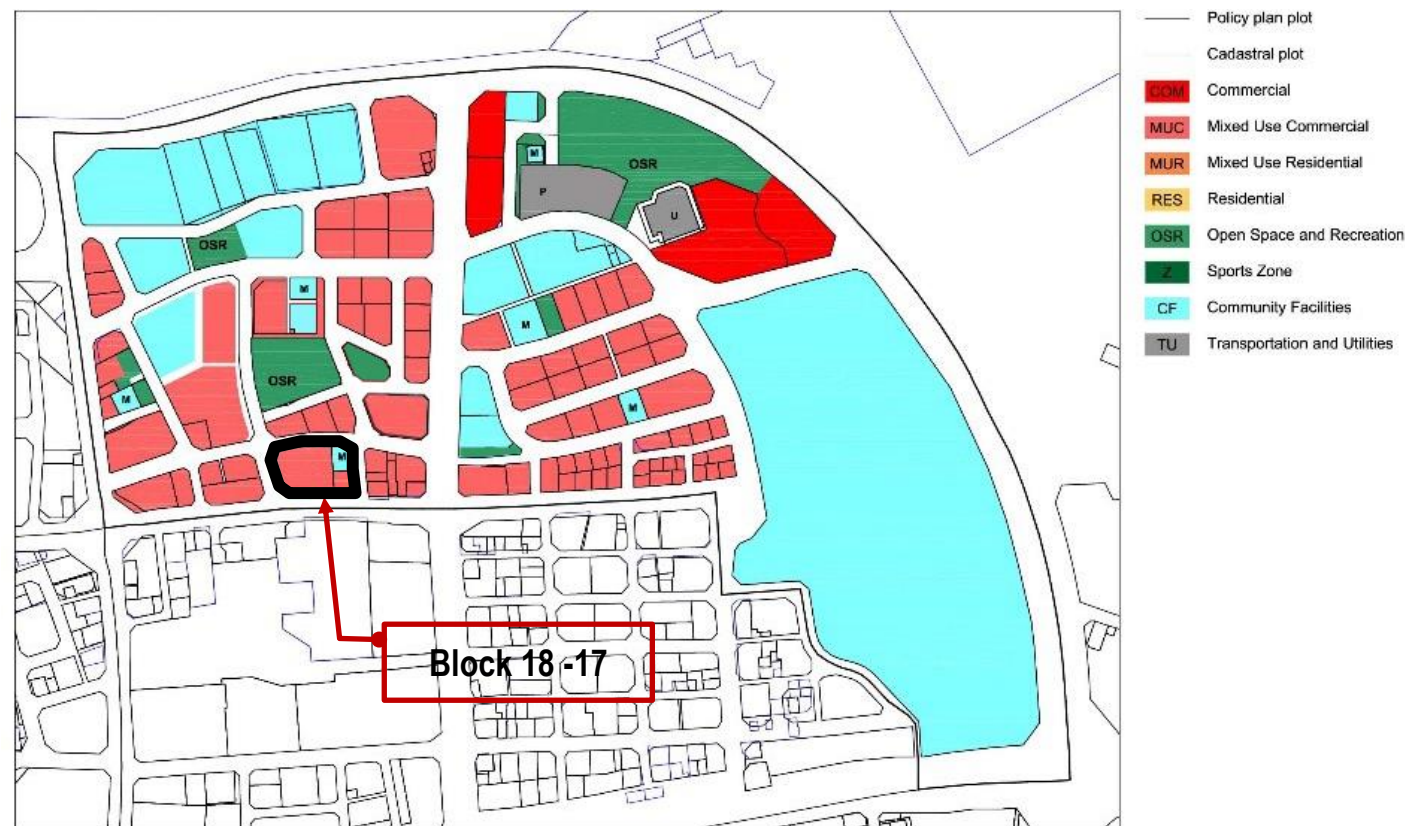 Policy plan plot
Cadastral plot
COM Commercial
MUC Mixed Use Commercial
MUR Mixed Use Residential
RES Residential
OSR Open Space and Recreation
Z Sports Zone
CF Community Facilities
TU Transportation and Utilities
M
OSR
P
U
OSR
M
M
OSR
M
M
M
Block 18 -17